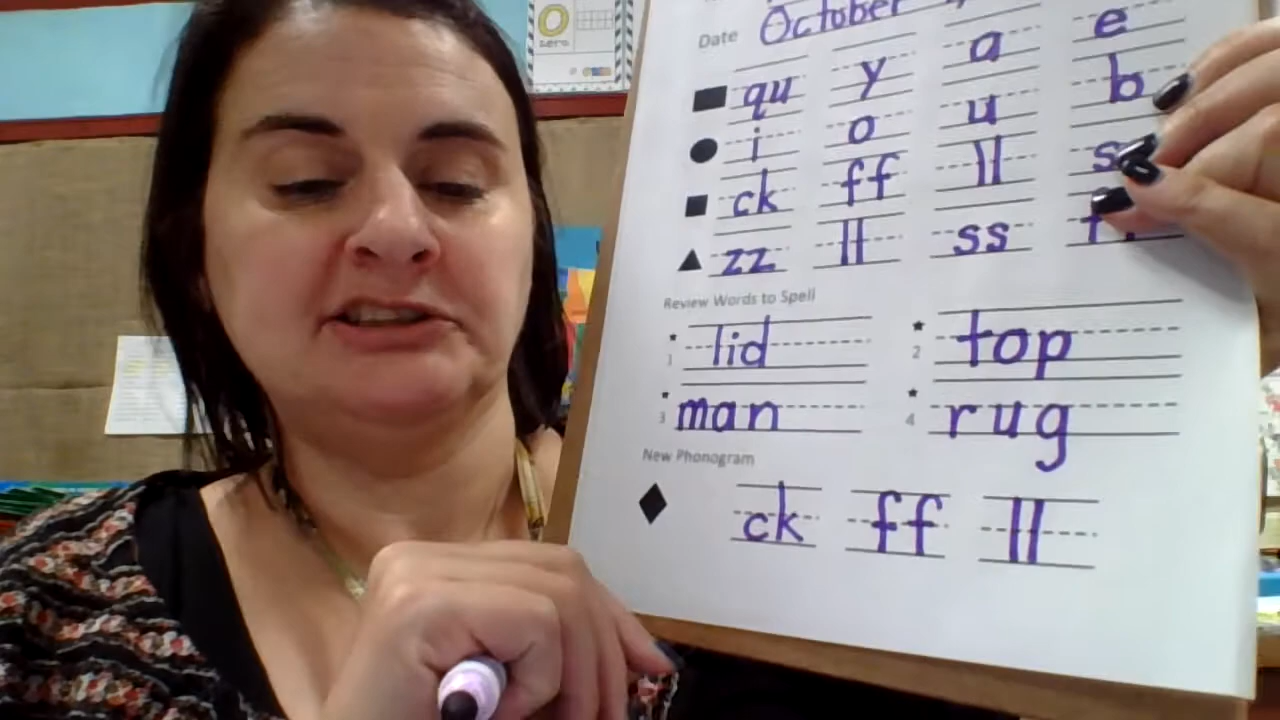 zero
Date October
qu y a e
i o u b
ck ff ll s
zz ll ss
Review Words to Spell
1 lid 2 top
3 man 4 rug
New Phonogram
ck ff ll